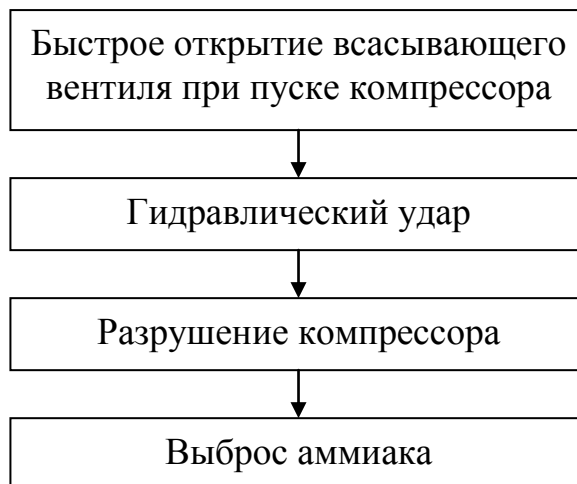 Быстрое открытие всасывающего
вентиля при пуске компрессора
Гидравлический удар
Разрушение компрессора
Выброс аммиака